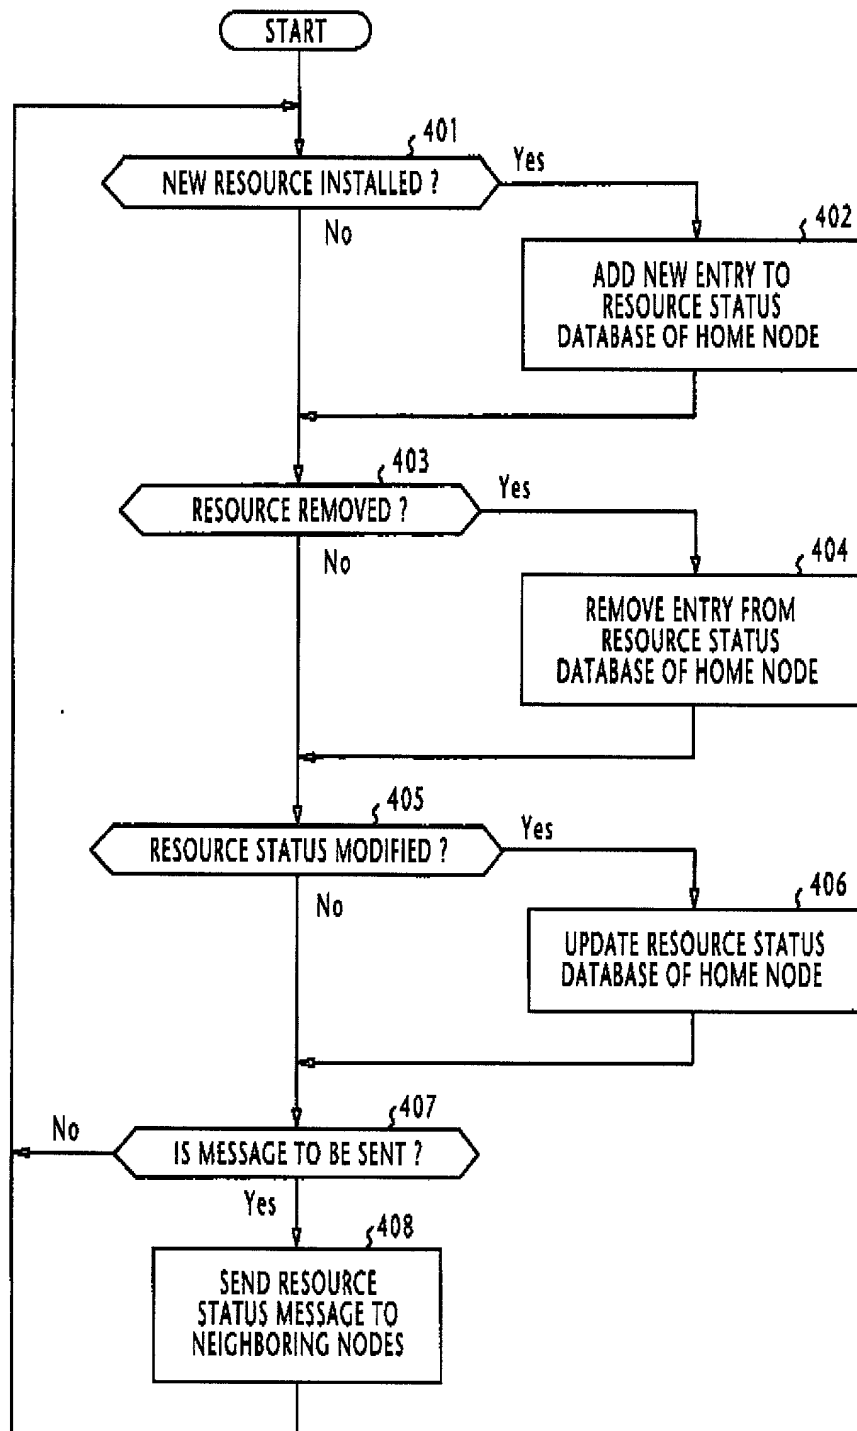 START
401
NEW RESOURCE INSTALLED ?
Yes
No
402
ADD NEW ENTRY TO
RESOURCE STATUS
DATABASE OF HOME NODE
403
RESOURCE REMOVED ?
Yes
No
404
REMOVE ENTRY FROM
RESOURCE STATUS
DATABASE OF HOME NODE
405
RESOURCE STATUS MODIFIED ?
Yes
No
406
UPDATE RESOURCE STATUS
DATABASE OF HOME NODE
407
No
IS MESSAGE TO BE SENT ?
Yes
408
SEND RESOURCE
STATUS MESSAGE TO
NEIGHBORING NODES